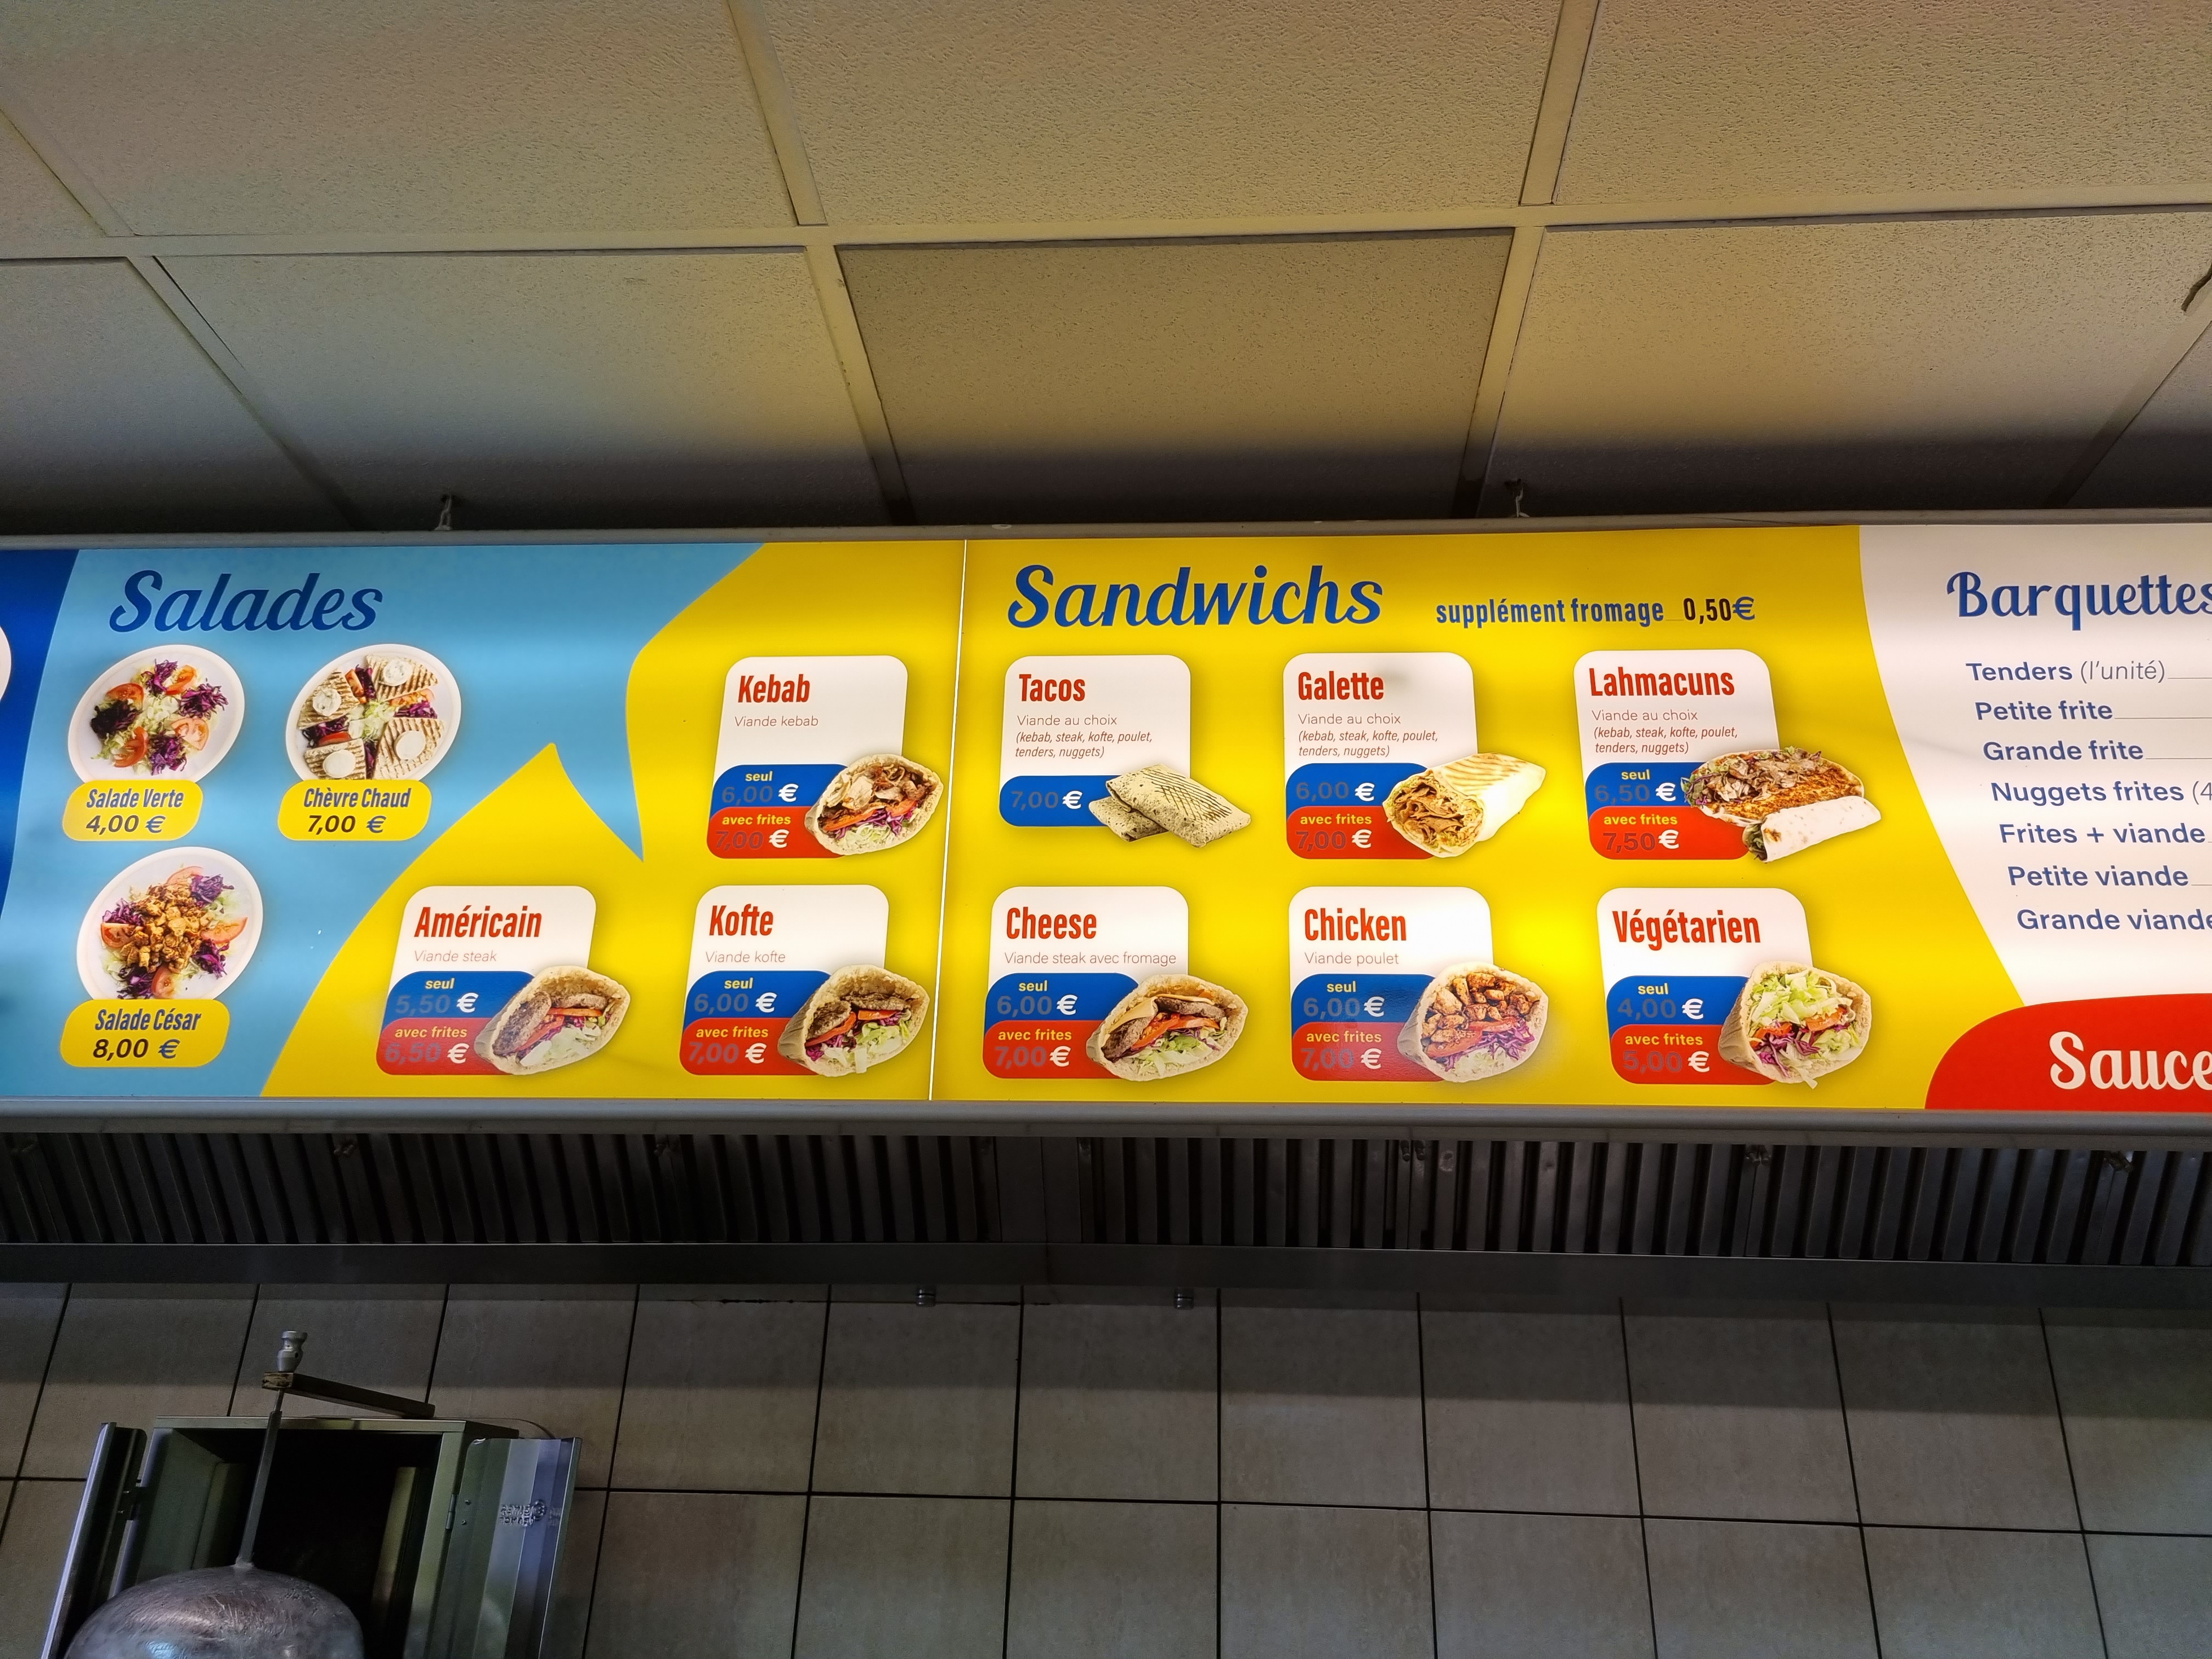 Salades
Salade Verte
4,00 €
Chèvre Chaud
7,00 €
Salade César
8,00 €
Sandwichs
supplément fromage 0,50€
Kebab
Viande kebab
seul
6,00 €
avec frites
7,00 €
Tacos
Viande au choix
(kebab, steak, kofte, poulet,
tenders, nuggets)
7,00 €
Galette
Viande au choix
(kebab, steak, kofte, poulet,
tenders, nuggets)
6,00 €
avec frites
7,00 €
Lahmacuns
Viande au choix
(kebab, steak, kofte, poulet,
tenders, nuggets)
seul
6,50 €
avec frites
7,50 €
Américain
Viande steak
seul
5,50 €
avec frites
6,50 €
Kofte
Viande kofte
seul
6,00 €
avec frites
7,00 €
Cheese
Viande steak avec fromage
seul
6,00 €
avec frites
7,00 €
Chicken
Viande poulet
seul
6,00 €
avec frites
7,00 €
Végétarien
seul
4,00 €
avec frites
5,00 €
Barquettes
Tenders (l'unité)
Petite frite
Grande frite
Nuggets frites (4
Frites + viande
Petite viande
Grande viande
Sauce